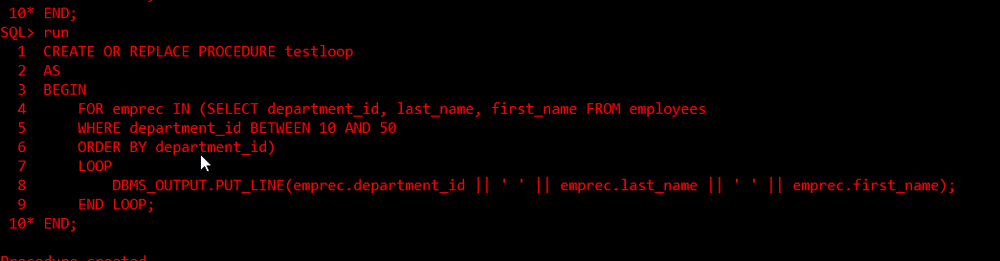 10* END;
SQL> run
1 CREATE OR REPLACE PROCEDURE testloop
2 AS
3 BEGIN
4 FOR emprec IN (SELECT department_id, last_name, first_name FROM employees
5 WHERE department_id BETWEEN 10 AND 50
6 ORDER BY department_id)
7 LOOP
8 DBMS_OUTPUT.PUT_LINE(emprec.department_id || ' ' || emprec.last_name || ' ' || emprec.first_name);
9 END LOOP;
10* END;
Procedure created